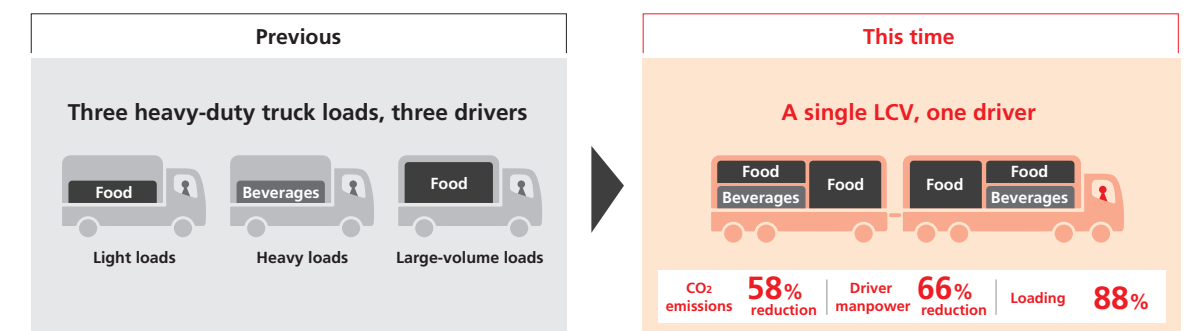 Previous
Three heavy-duty truck loads, three drivers
Food
Beverages
Food
Light loads
Heavy loads
Large-volume loads
This time
A single LCV, one driver
Food
Beverages
Food
Food
Food
Beverages
CO2
emissions
58%
reduction
Driver
manpower
66%
reduction
Loading
88%